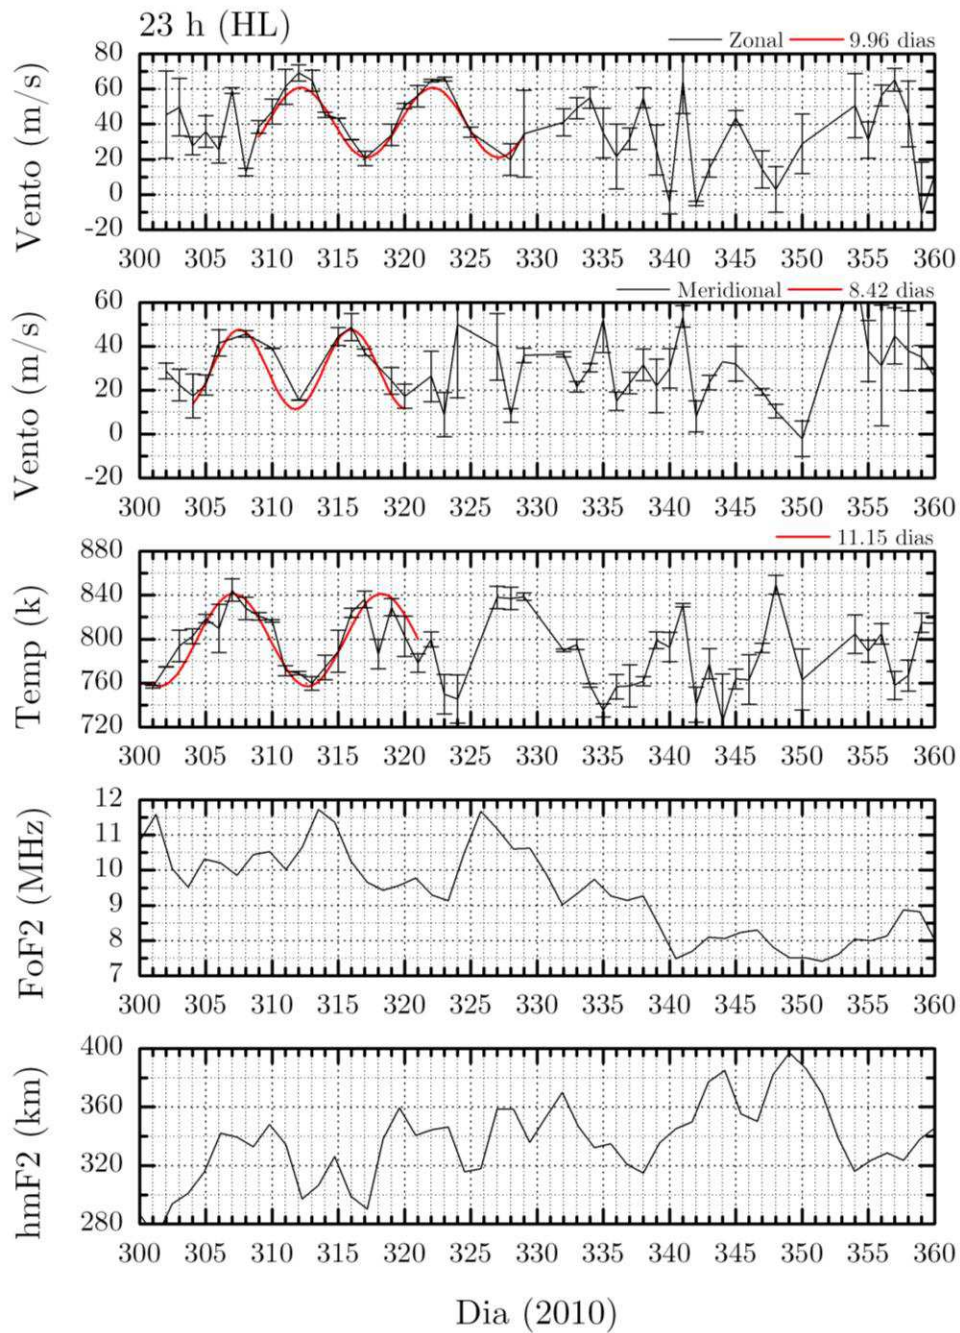 23 h (HL)
Zonal 9.96 dias
Vento (m/s)
80
60
40
20
0
-20
300 305 310 315 320 325 330 335 340 345 350 355 360
Meridional 8.42 dias
Vento (m/s)
60
40
20
0
-20
300 305 310 315 320 325 330 335 340 345 350 355 360
11.15 dias
Temp (k)
880
840
800
760
720
300 305 310 315 320 325 330 335 340 345 350 355 360
FoF2 (MHz)
12
11
10
9
8
7
300 305 310 315 320 325 330 335 340 345 350 355 360
hmF2 (km)
400
360
320
280
300 305 310 315 320 325 330 335 340 345 350 355 360
Dia (2010)